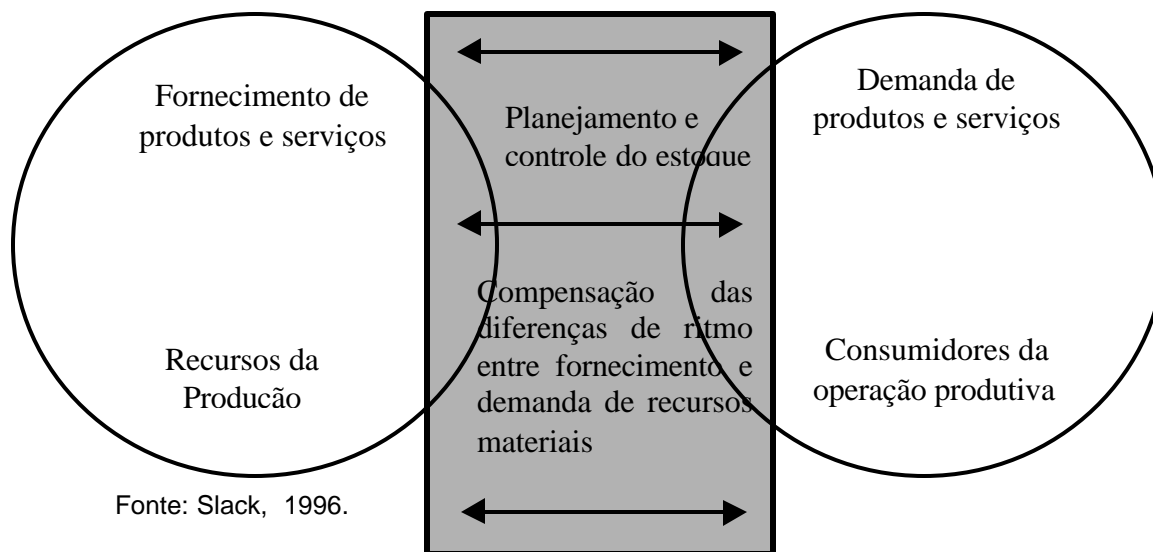 Fornecimento de
produtos e serviços
Recursos da
Producão
Planejamento e
controle do estoque
Compensação das
diferenças de ritmo
entre fornecimento e
demanda de recursos
materiais
Demanda de
produtos e serviços
Consumidores da
operação produtiva
Fonte: Slack, 1996.